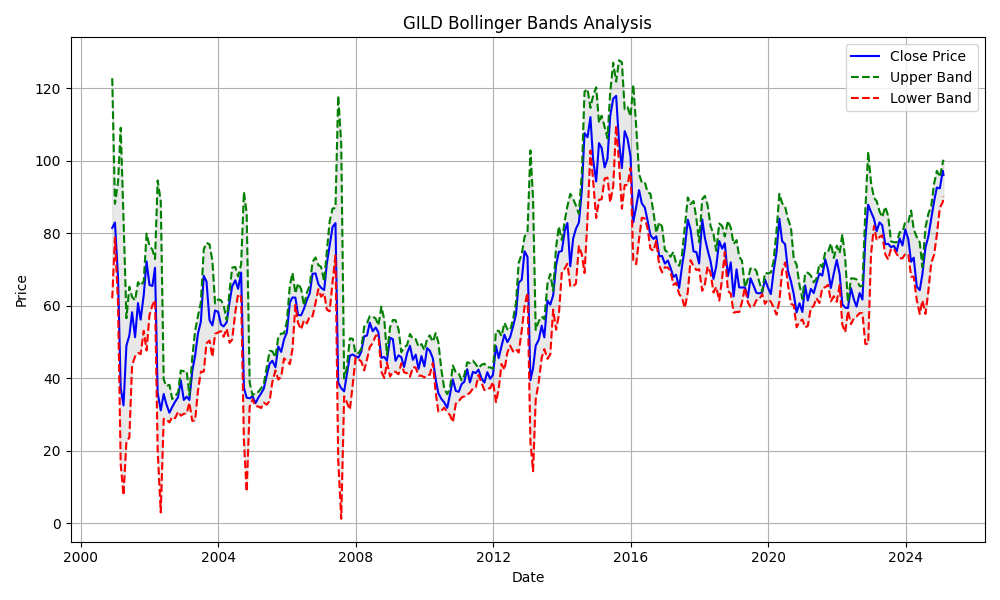 GILD Bollinger Bands Analysis
Close Price
Upper Band
Lower Band
Price
120
100
80
60
40
20
0
2000 2004 2008 2012 2016 2020 2024
Date